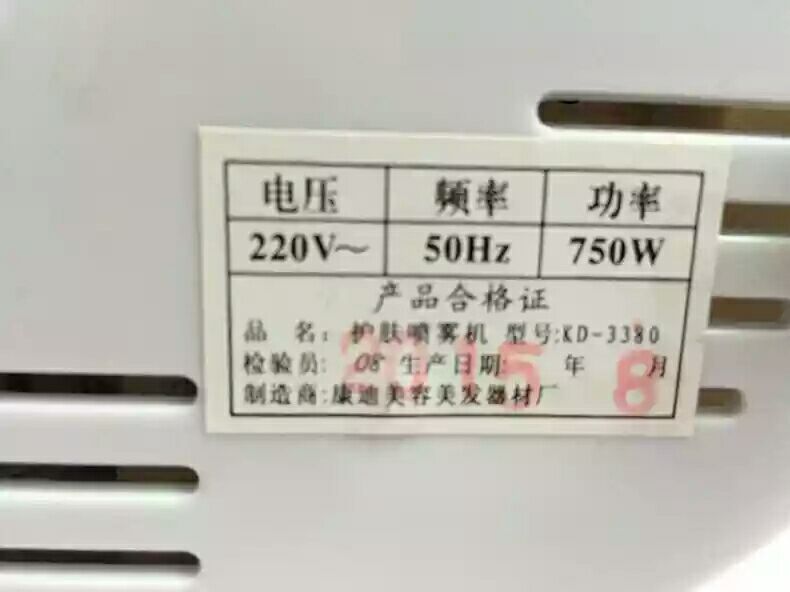 电压 频率 功率
220V～ 50Hz 750W
产品合格证
品 名：护肤喷雾机 型号:KD-3380
检验员: 08 生产日期: 2015 年 8 月
制造商:康迪美容美发器材厂